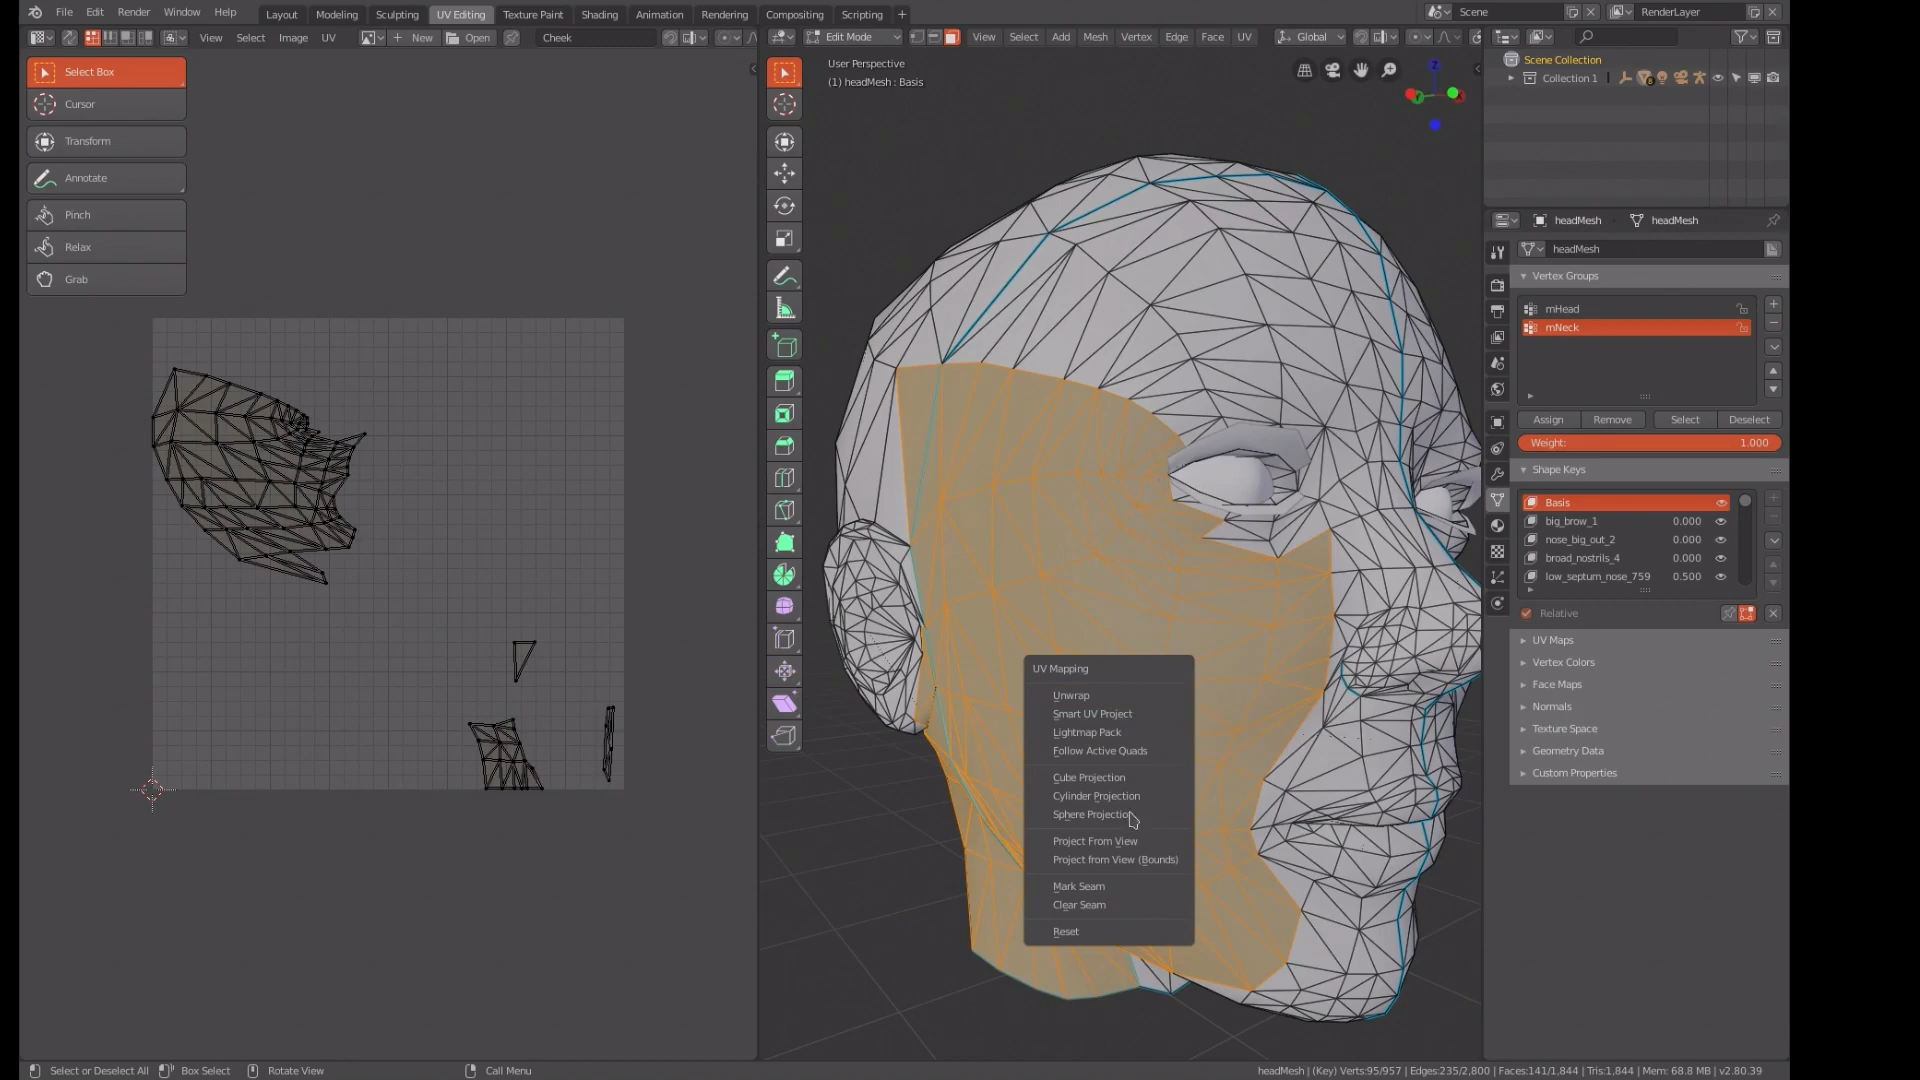 File Edit Render Window Help Layout Modeling Sculpting UV Editing Texture Paint Shading Animation Rendering Compositing Scripting + Scene RenderLayer
View Select Image UV New Open Cheek
Edit Mode View Select Add Mesh Vertex Edge Face UV Global
Select Box
Cursor
Transform
Annotate
Pinch
Relax
Grab
User Perspective
(1) headMesh : Basis
Z
UV Mapping
Unwrap
Smart UV Project
Lightmap Pack
Follow Active Quads
Cube Projection
Cylinder Projection
Sphere Projection
Project From View
Project from View (Bounds)
Mark Seam
Clear Seam
Reset
Scene Collection
Collection 1
headMesh headMesh
headMesh
Vertex Groups
mHead
mNeck
Assign Remove Select Deselect
Weight: 1.000
Shape Keys
Basis
big_brow_1 0.000
nose_big_out_2 0.000
broad_nostrils_4 0.000
low_septum_nose_759 0.500
Relative
UV Maps
Vertex Colors
Face Maps
Normals
Texture Space
Geometry Data
Custom Properties
Select or Deselect All Box Select Rotate View Call Menu
headMesh | (Key) Verts:95/957 | Edges:235/2,800 | Faces:141/1,844 | Tris:1,844 | Mem: 68.8 MB | v2.80.39